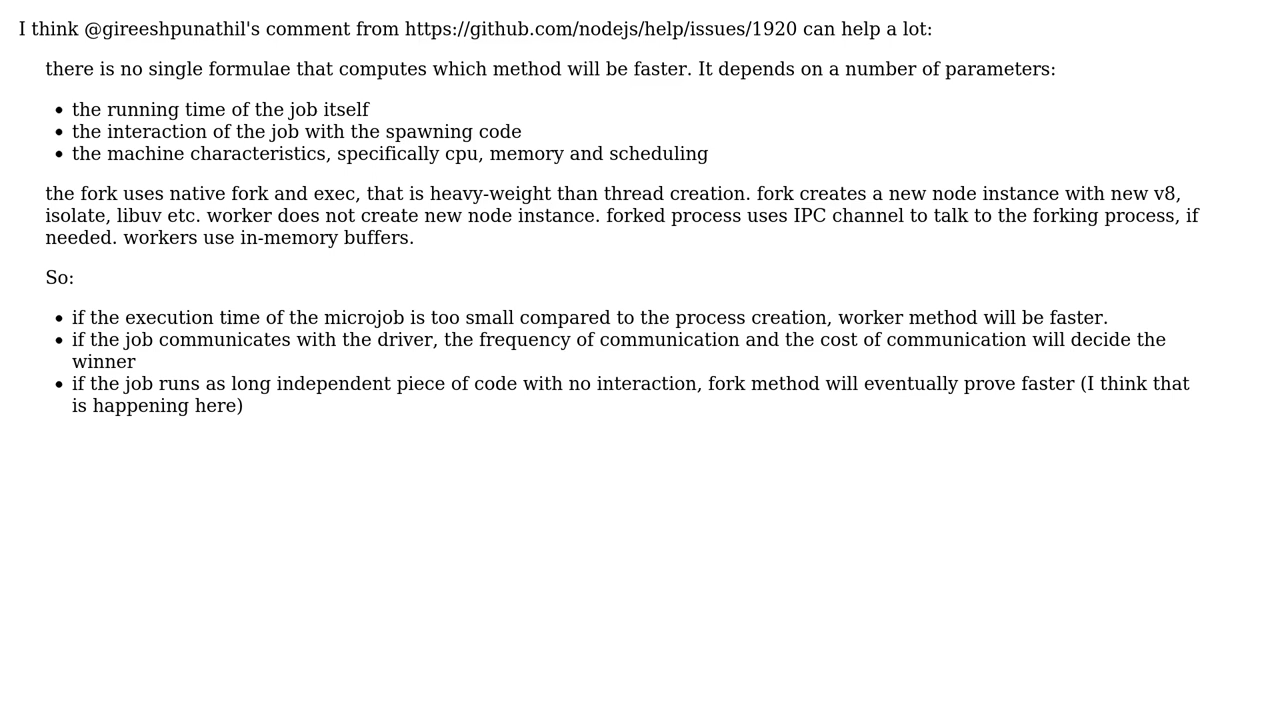 I think @gireeshpunathil's comment from https://github.com/nodejs/help/issues/1920 can help a lot:
there is no single formulae that computes which method will be faster. It depends on a number of parameters:
• the running time of the job itself
• the interaction of the job with the spawning code
• the machine characteristics, specifically cpu, memory and scheduling
the fork uses native fork and exec, that is heavy-weight than thread creation. fork creates a new node instance with new v8,
isolate, libuv etc. worker does not create new node instance. forked process uses IPC channel to talk to the forking process, if
needed. workers use in-memory buffers.
So:
• if the execution time of the microjob is too small compared to the process creation, worker method will be faster.
• if the job communicates with the driver, the frequency of communication and the cost of communication will decide the
winner
• if the job runs as long independent piece of code with no interaction, fork method will eventually prove faster (I think that
is happening here)